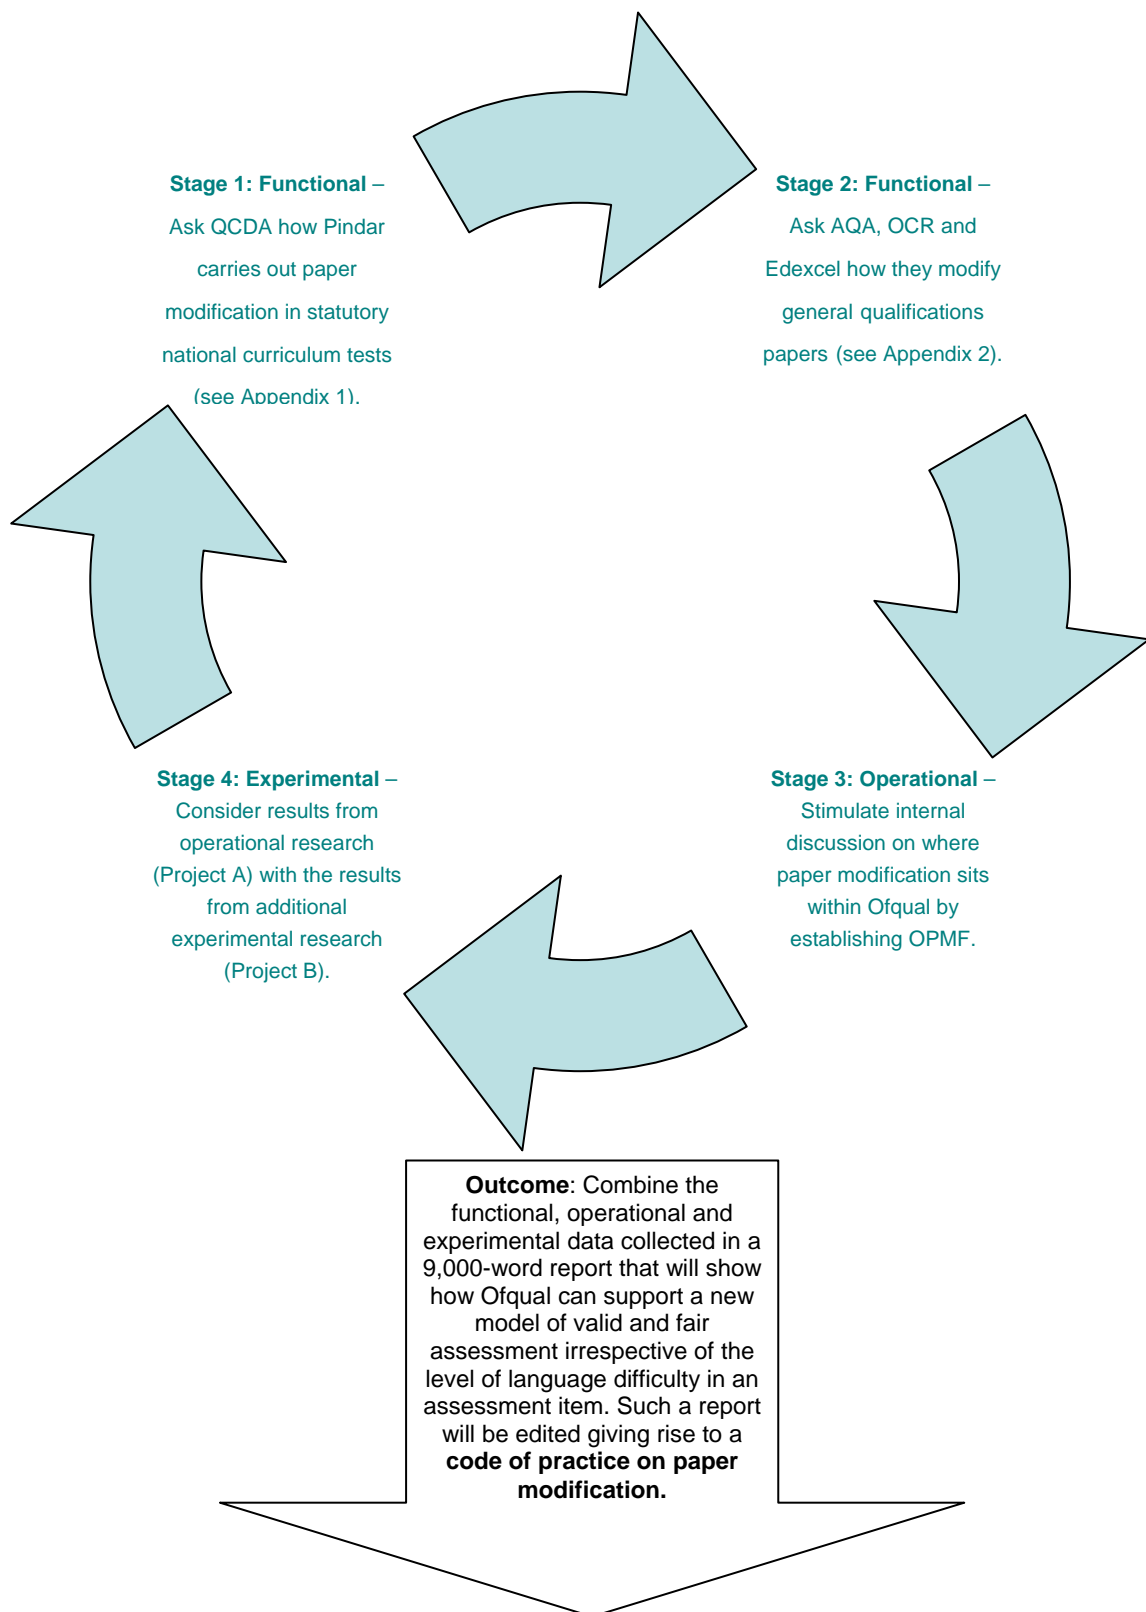 Stage 1: Functional –
Ask QCDA how Pindar
carries out paper
modification in statutory
national curriculum tests
(see Appendix 1).
Stage 2: Functional –
Ask AQA, OCR and
Edexcel how they modify
general qualifications
papers (see Appendix 2).
Stage 3: Operational –
Stimulate internal
discussion on where
paper modification sits
within Ofqual by
establishing OPMF.
Stage 4: Experimental –
Consider results from
operational research
(Project A) with the results
from additional
experimental research
(Project B).
Outcome: Combine the
functional, operational and
experimental data collected in a
9,000-word report that will show
how Ofqual can support a new
model of valid and fair
assessment irrespective of the
level of language difficulty in an
assessment item. Such a report
will be edited giving rise to a
code of practice on paper
modification.